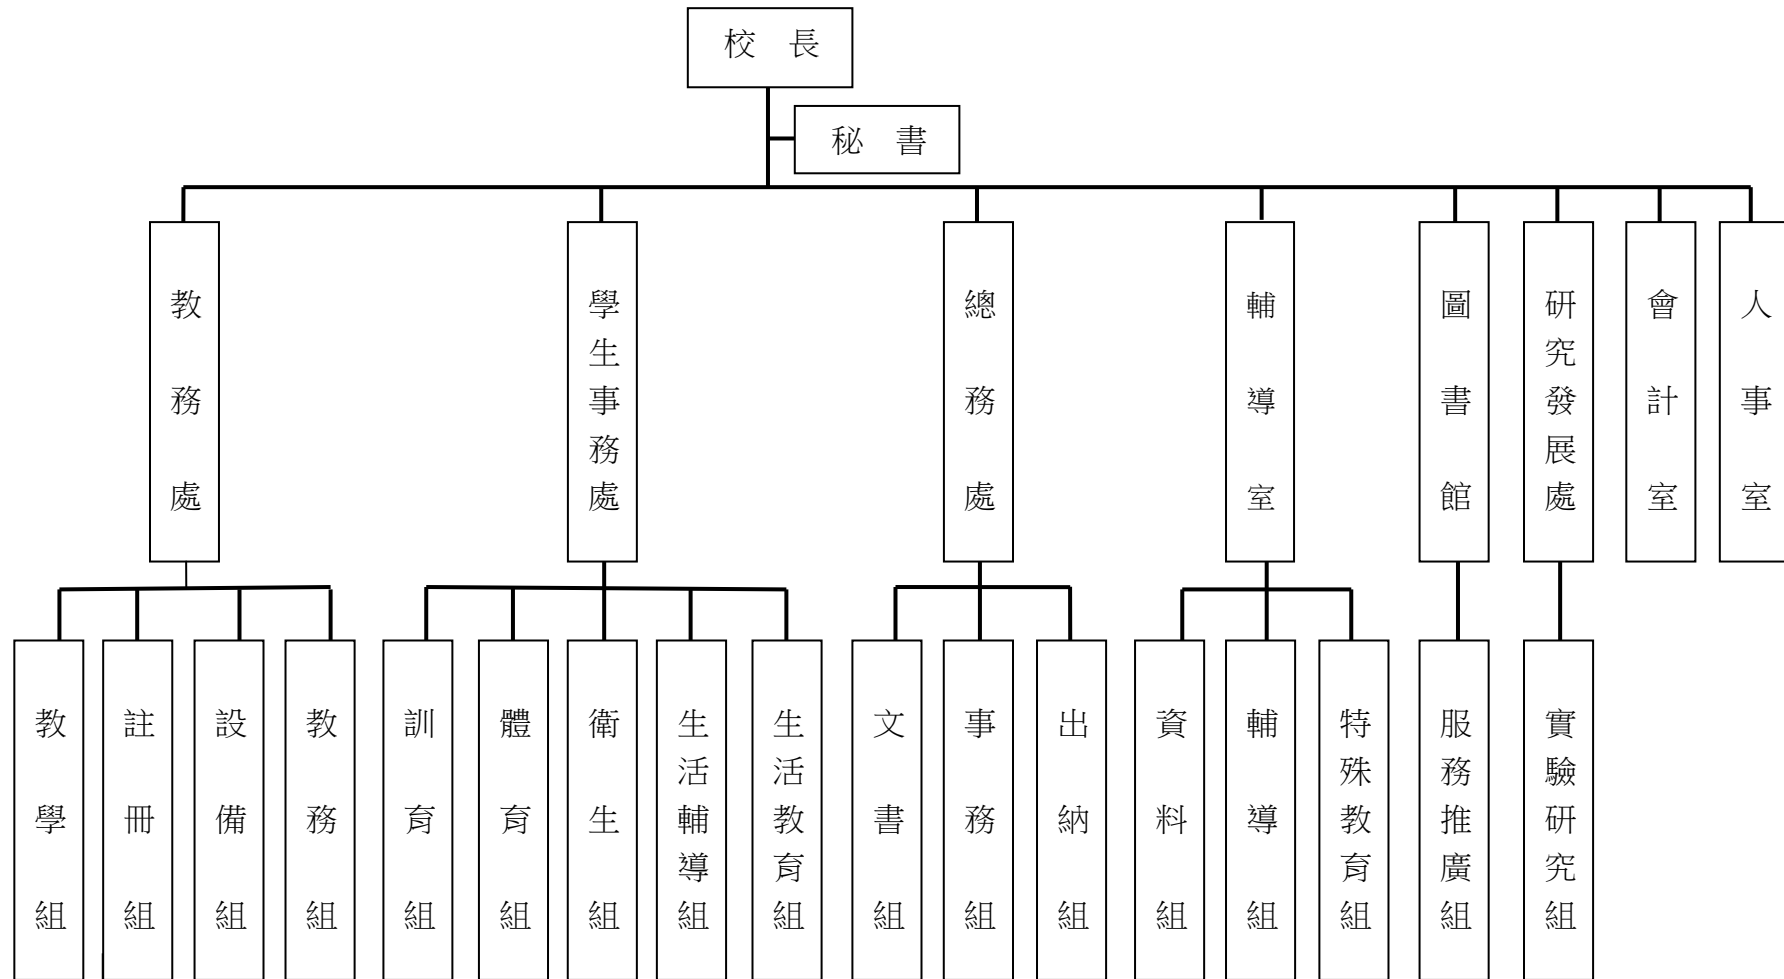 校 長
秘 書
教務處
學生事務處
總務處
輔導室
圖書館
研究發展處
會計室
人事室
教學組
註冊組
設備組
教務組
訓育組
體育組
衛生組
生活輔導組
生活教育組
文書組
事務組
出納組
資料組
輔導組
特殊教育組
服務推廣組
實驗研究組